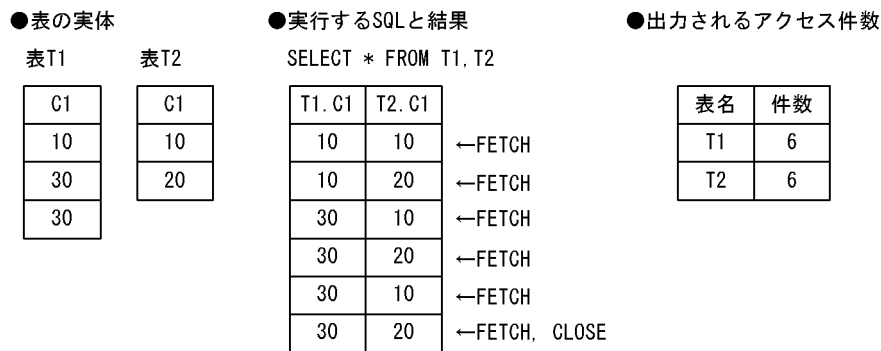 ●表の実体
表T1 表T2
C1 C1
10 10
30 20
30
●実行するSQLと結果
SELECT * FROM T1,T2
T1.C1 T2.C1
10 10 ←FETCH
10 20 ←FETCH
30 10 ←FETCH
30 20 ←FETCH
30 10 ←FETCH
30 20 ←FETCH, CLOSE
●出力されるアクセス件数
表名 件数
T1 6
T2 6